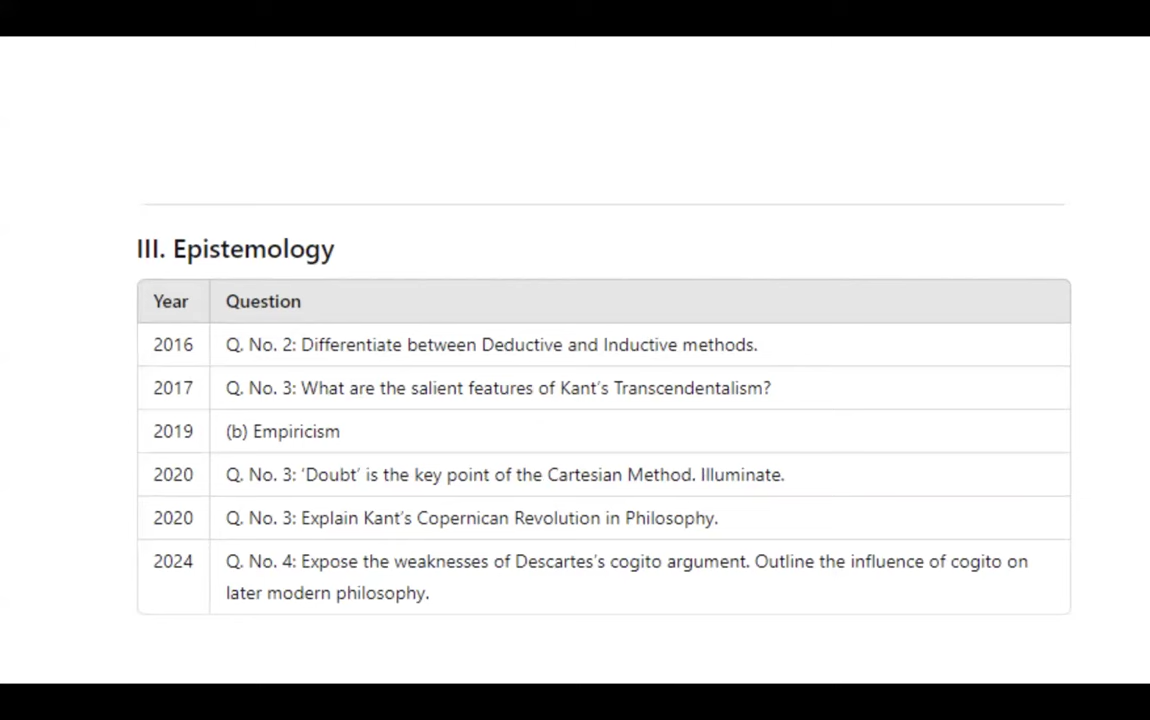 III. Epistemology
Year Question
2016 Q. No. 2: Differentiate between Deductive and Inductive methods.
2017 Q. No. 3: What are the salient features of Kant's Transcendentalism?
2019 (b) Empiricism
2020 Q. No. 3: ‘Doubt’ is the key point of the Cartesian Method. Illuminate.
2020 Q. No. 3: Explain Kant's Copernican Revolution in Philosophy.
2024 Q. No. 4: Expose the weaknesses of Descartes's cogito argument. Outline the influence of cogito on
later modern philosophy.